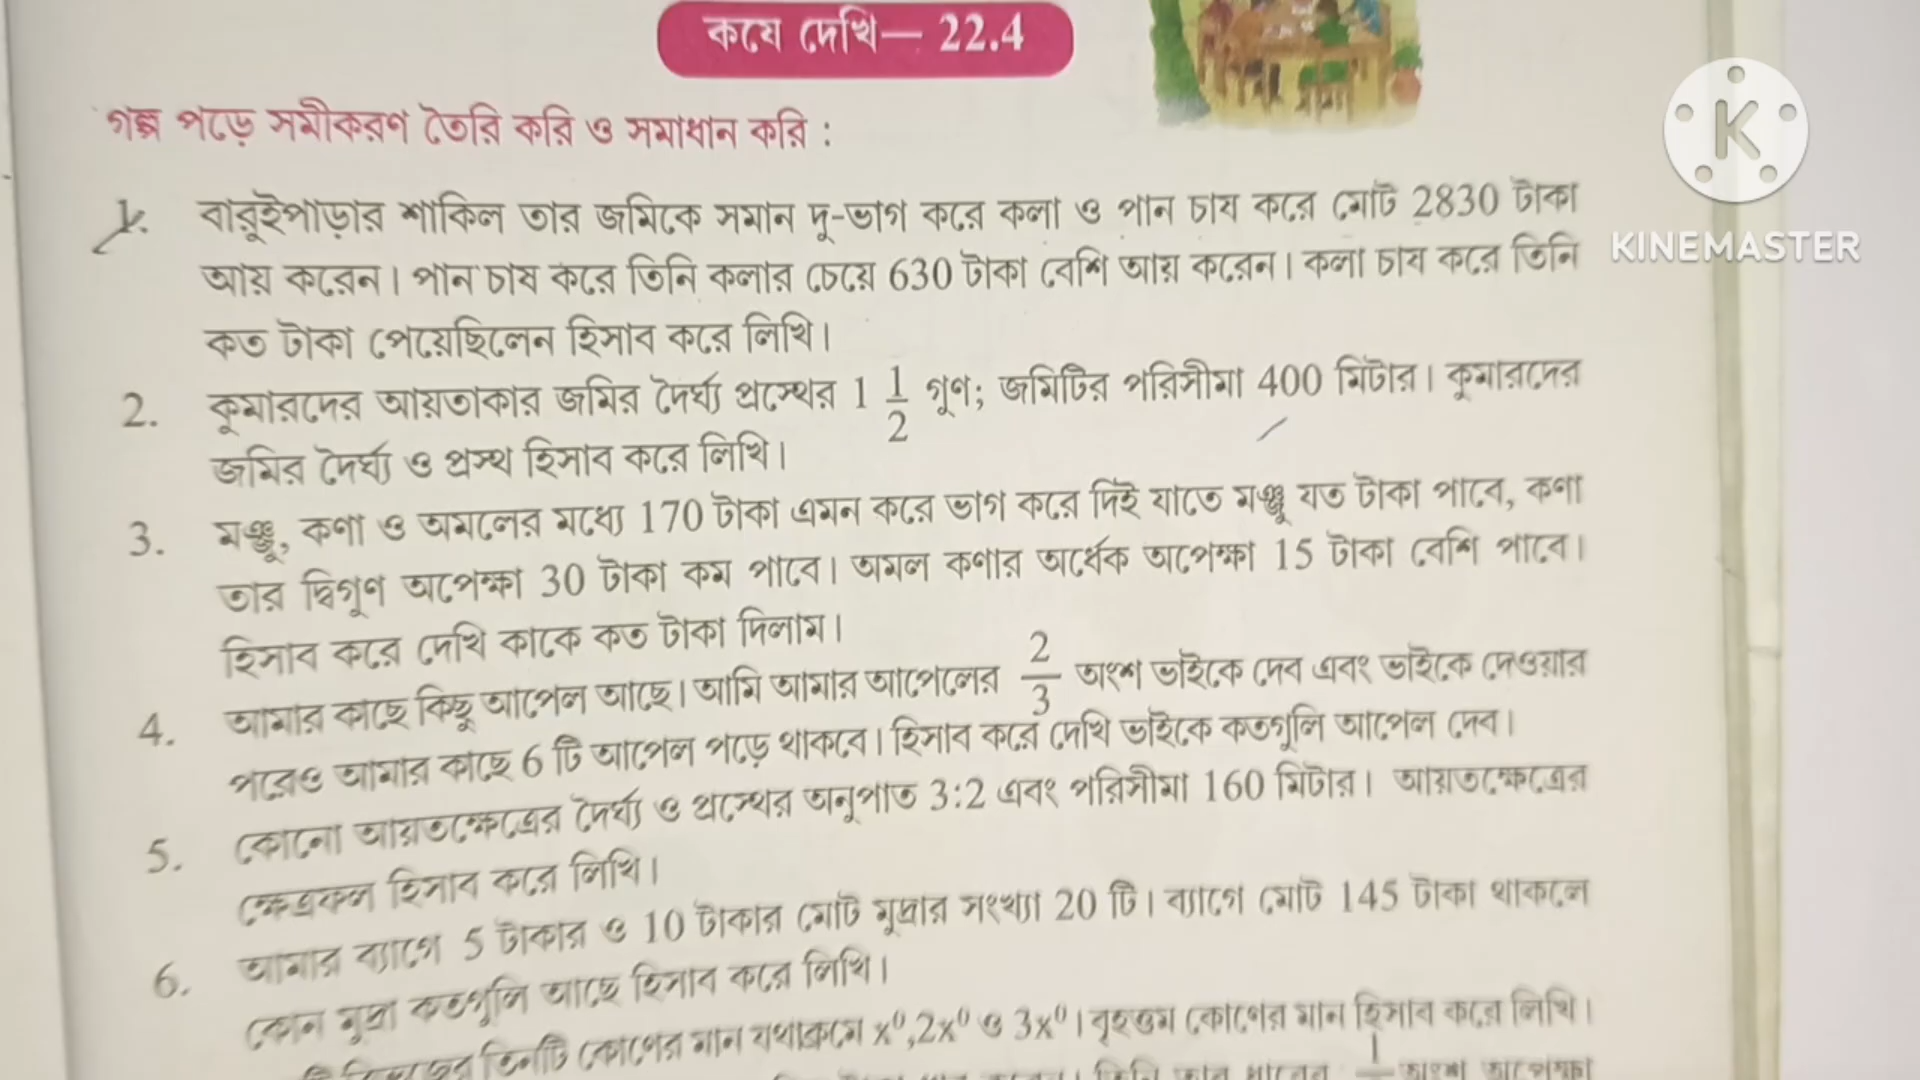 কষে দেখি— 22.4
গল্প পড়ে সমীকরণ তৈরি করি ও সমাধান করি :
1. বারুইপাড়ার শাকিল তার জমিকে সমান দু-ভাগ করে কলা ও পান চাষ করে মোট 2830 টাকা
আয় করেন। পান চাষ করে তিনি কলার চেয়ে 630 টাকা বেশি আয় করেন। কলা চাষ করে তিনি
কত টাকা পেয়েছিলেন হিসাব করে লিখি।
2. কুমারদের আয়তাকার জমির দৈর্ঘ্য প্রস্থের 1 1/2 গুণ; জমিটির পরিসীমা 400 মিটার। কুমারদের
জমির দৈর্ঘ্য ও প্রস্থ হিসাব করে লিখি।
3. মঞ্জু, কণা ও অমলের মধ্যে 170 টাকা এমন করে ভাগ করে দিই যাতে মঞ্জু যত টাকা পাবে, কণা
তার দ্বিগুণ অপেক্ষা 30 টাকা কম পাবে। অমল কণার অর্ধেক অপেক্ষা 15 টাকা বেশি পাবে।
হিসাব করে দেখি কাকে কত টাকা দিলাম।
4. আমার কাছে কিছু আপেল আছে। আমি আমার আপেলের 2/3 অংশ ভাইকে দেব এবং ভাইকে দেওয়ার
পরেও আমার কাছে 6 টি আপেল পড়ে থাকবে। হিসাব করে দেখি ভাইকে কতগুলি আপেল দেব।
5. কোনো আয়তক্ষেত্রের দৈর্ঘ্য ও প্রস্থের অনুপাত 3:2 এবং পরিসীমা 160 মিটার। আয়তক্ষেত্রের
ক্ষেত্রফল হিসাব করে লিখি।
6. আমার ব্যাগে 5 টাকার ও 10 টাকার মোট মুদ্রার সংখ্যা 20 টি। ব্যাগে মোট 145 টাকা থাকলে
কোন মুদ্রা কতগুলি আছে হিসাব করে লিখি।
তিনটি কোণের মান যথাক্রমে x⁰,2x⁰ ও 3x⁰। বৃহত্তম কোণের মান হিসাব করে লিখি।
K
KINEMASTER